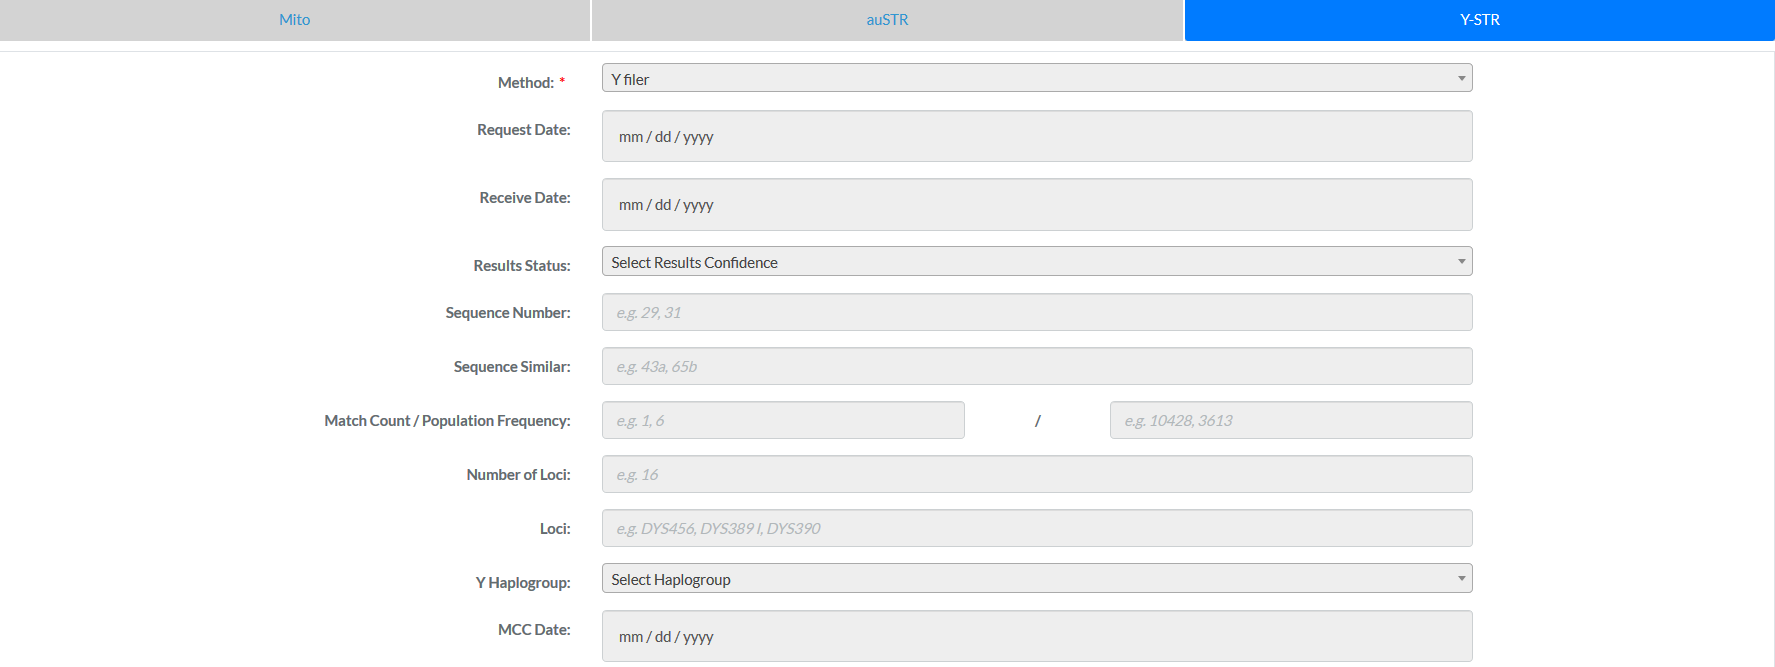 Mito auSTR Y-STR
Method: * Y filer
Request Date: mm / dd / yyyy
Receive Date: mm / dd / yyyy
Results Status: Select Results Confidence
Sequence Number: e.g. 29, 31
Sequence Similar: e.g. 43a, 65b
Match Count / Population Frequency: e.g. 1, 6 / e.g. 10428, 3613
Number of Loci: e.g. 16
Loci: e.g. DYS456, DYS389 I, DYS390
Y Haplogroup: Select Haplogroup
MCC Date: mm / dd / yyyy